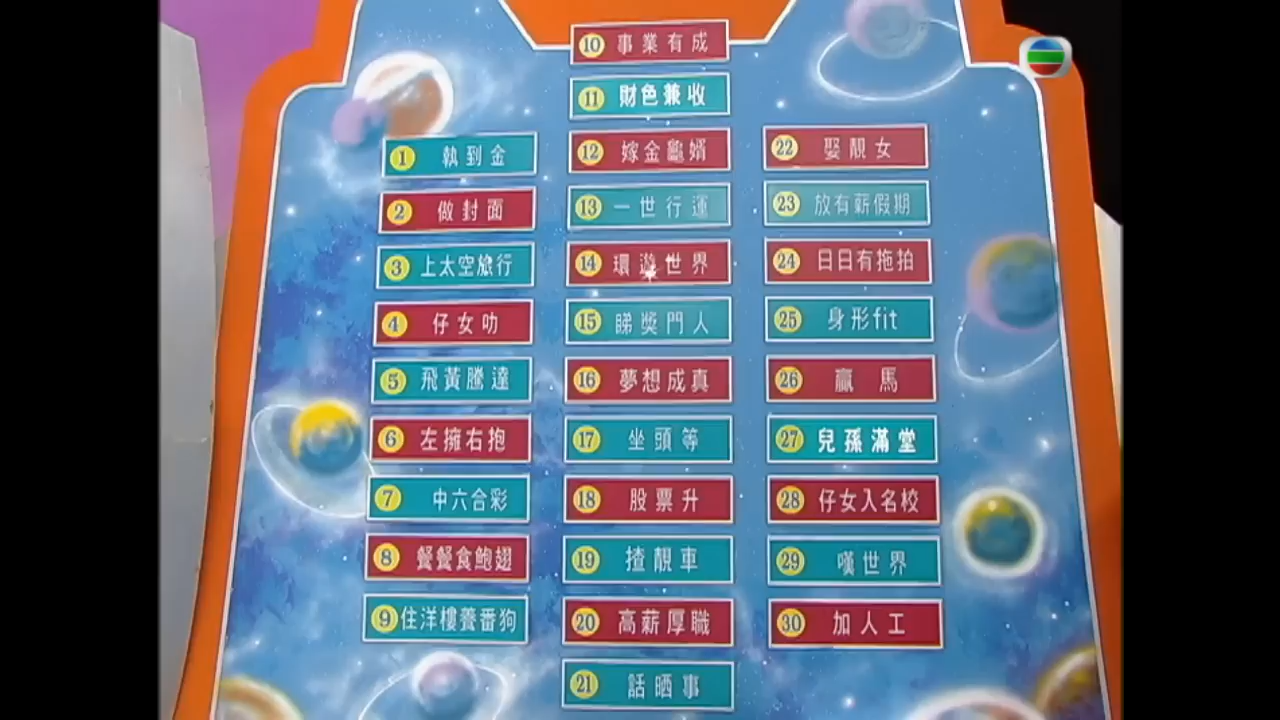 1 執到金
2 做封面
3 上太空旅行
4 仔女叻
5 飛黃騰達
6 左擁右抱
7 中六合彩
8 餐餐食鮑翅
9 住洋樓養番狗
10 事業有成
11 財色兼收
12 嫁金龜婿
13 一世行運
14 環遊世界
15 睇獎門人
16 夢想成真
17 坐頭等
18 股票升
19 揸靚車
20 高薪厚職
21 話晒事
22 娶靚女
23 放有薪假期
24 日日有拖拍
25 身形fit
26 贏馬
27 兒孫滿堂
28 仔女入名校
29 嘆世界
30 加人工